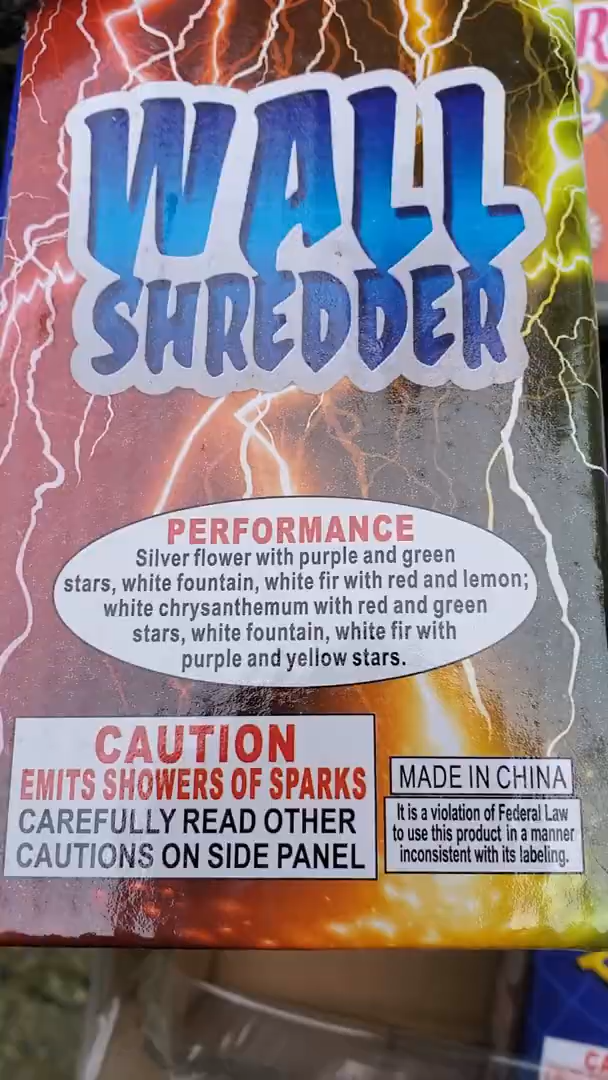 WALL
SHREDDER
PERFORMANCE
Silver flower with purple and green
stars, white fountain, white fir with red and lemon;
white chrysanthemum with red and green
stars, white fountain, white fir with
purple and yellow stars.
CAUTION
EMITS SHOWERS OF SPARKS
CAREFULLY READ OTHER
CAUTIONS ON SIDE PANEL
MADE IN CHINA
It is a violation of Federal Law
to use this product in a manner
inconsistent with its labeling.